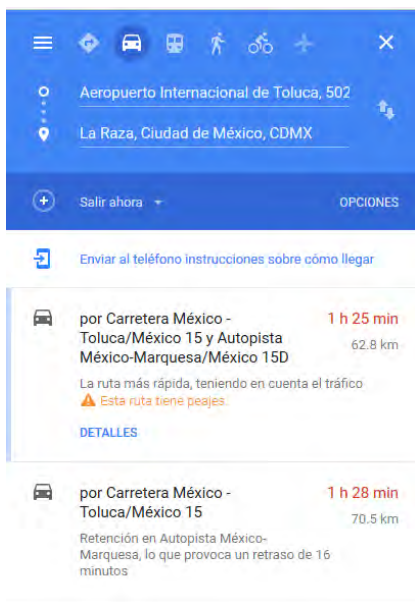 Aeropuerto Internacional de Toluca, 502
La Raza, Ciudad de México, CDMX
Salir ahora
OPCIONES
Enviar al teléfono instrucciones sobre cómo llegar
por Carretera México - 1 h 25 min
Toluca/México 15 y Autopista 62.8 km
México-Marquesa/México 15D
La ruta más rápida, teniendo en cuenta el tráfico
Esta ruta tiene peajes.
DETALLES
por Carretera México - 1 h 28 min
Toluca/México 15 70.5 km
Retención en Autopista México-
Marquesa, lo que provoca un retraso de 16
minutos